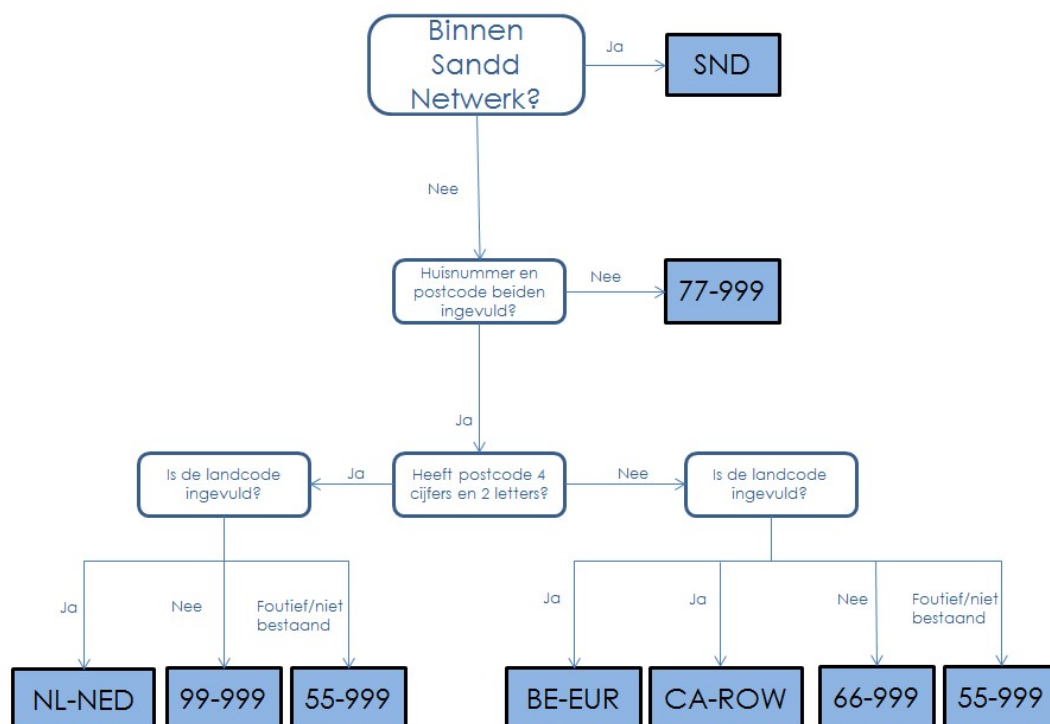 Binnen
Sandd
Netwerk?
Ja
SND
Nee
Huisnummer en
postcode beiden
ingevuld?
Nee
77-999
Ja
Is de landcode
ingevuld?
Ja
Heeft postcode 4
cijfers en 2 letters?
Nee
Is de landcode
ingevuld?
Ja
Nee
Foutief/niet
bestaand
Ja
Ja
Nee
Foutief/niet
bestaand
NL-NED
99-999
55-999
BE-EUR
CA-ROW
66-999
55-999